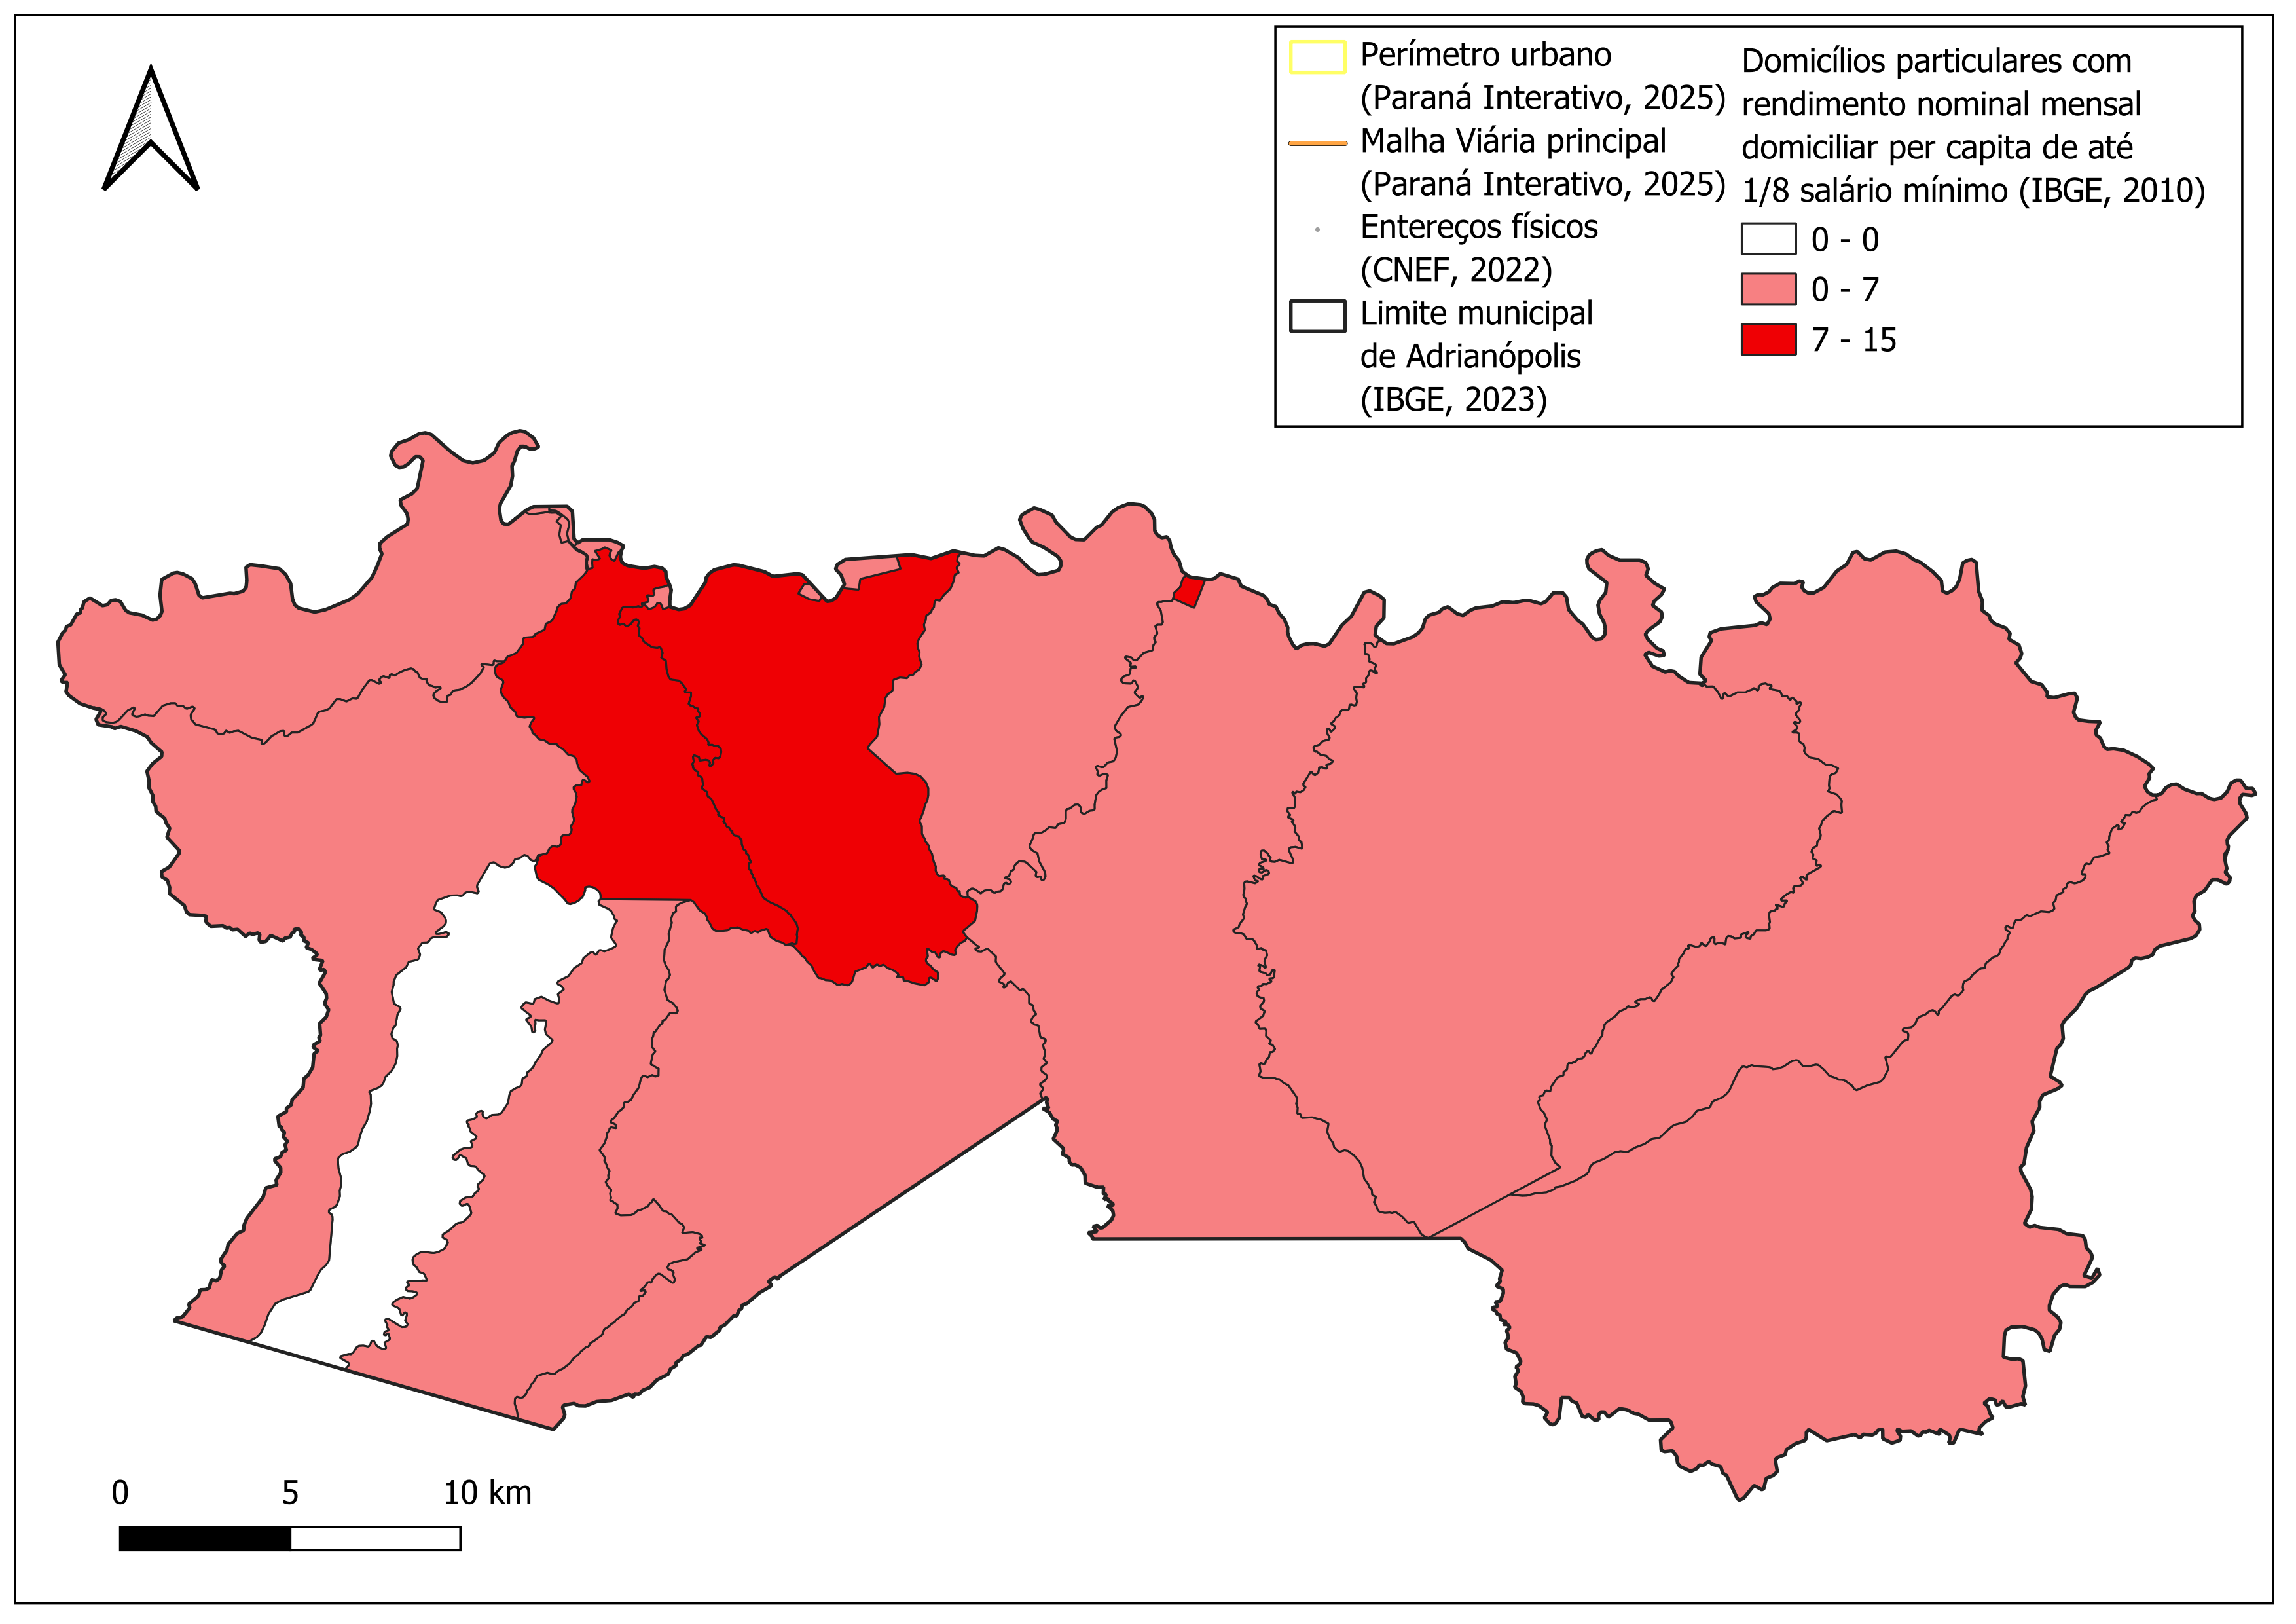 Perímetro urbano
(Paraná Interativo, 2025)
Malha Viária principal
(Paraná Interativo, 2025)
Entereços físicos
(CNEF, 2022)
Limite municipal
de Adrianópolis
(IBGE, 2023)
Domicílios particulares com
rendimento nominal mensal
domiciliar per capita de até
1/8 salário mínimo (IBGE, 2010)
0 - 0
0 - 7
7 - 15
0 5 10 km